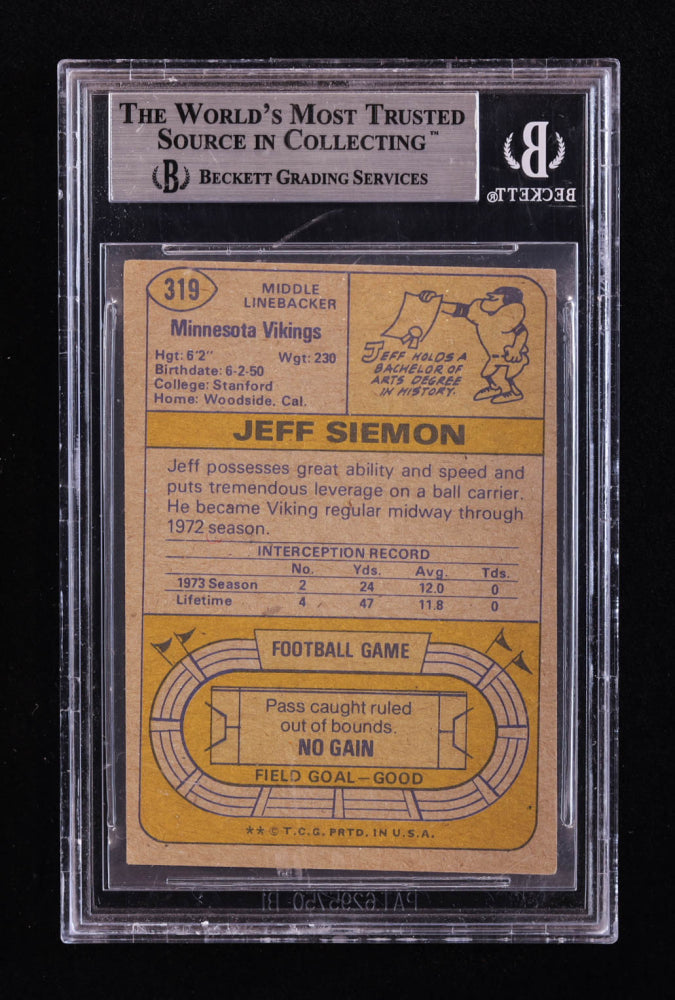 THE WORLD'S MOST TRUSTED
SOURCE IN COLLECTING™
B BECKETT GRADING SERVICES
B
BECKETT®
319
MIDDLE
LINEBACKER
Minnesota Vikings
Hgt: 6'2" Wgt: 230
Birthdate: 6-2-50
College: Stanford
Home: Woodside, Cal.
JEFF HOLDS A
BACHELOR OF
ARTS DEGREE
IN HISTORY.
JEFF SIEMON
Jeff possesses great ability and speed and
puts tremendous leverage on a ball carrier.
He became Viking regular midway through
1972 season.
INTERCEPTION RECORD
No. Yds. Avg. Tds.
1973 Season 2 24 12.0 0
Lifetime 4 47 11.8 0
FOOTBALL GAME
Pass caught ruled
out of bounds.
NO GAIN
FIELD GOAL—GOOD
** © T.C.G. PRTD. IN U.S.A.